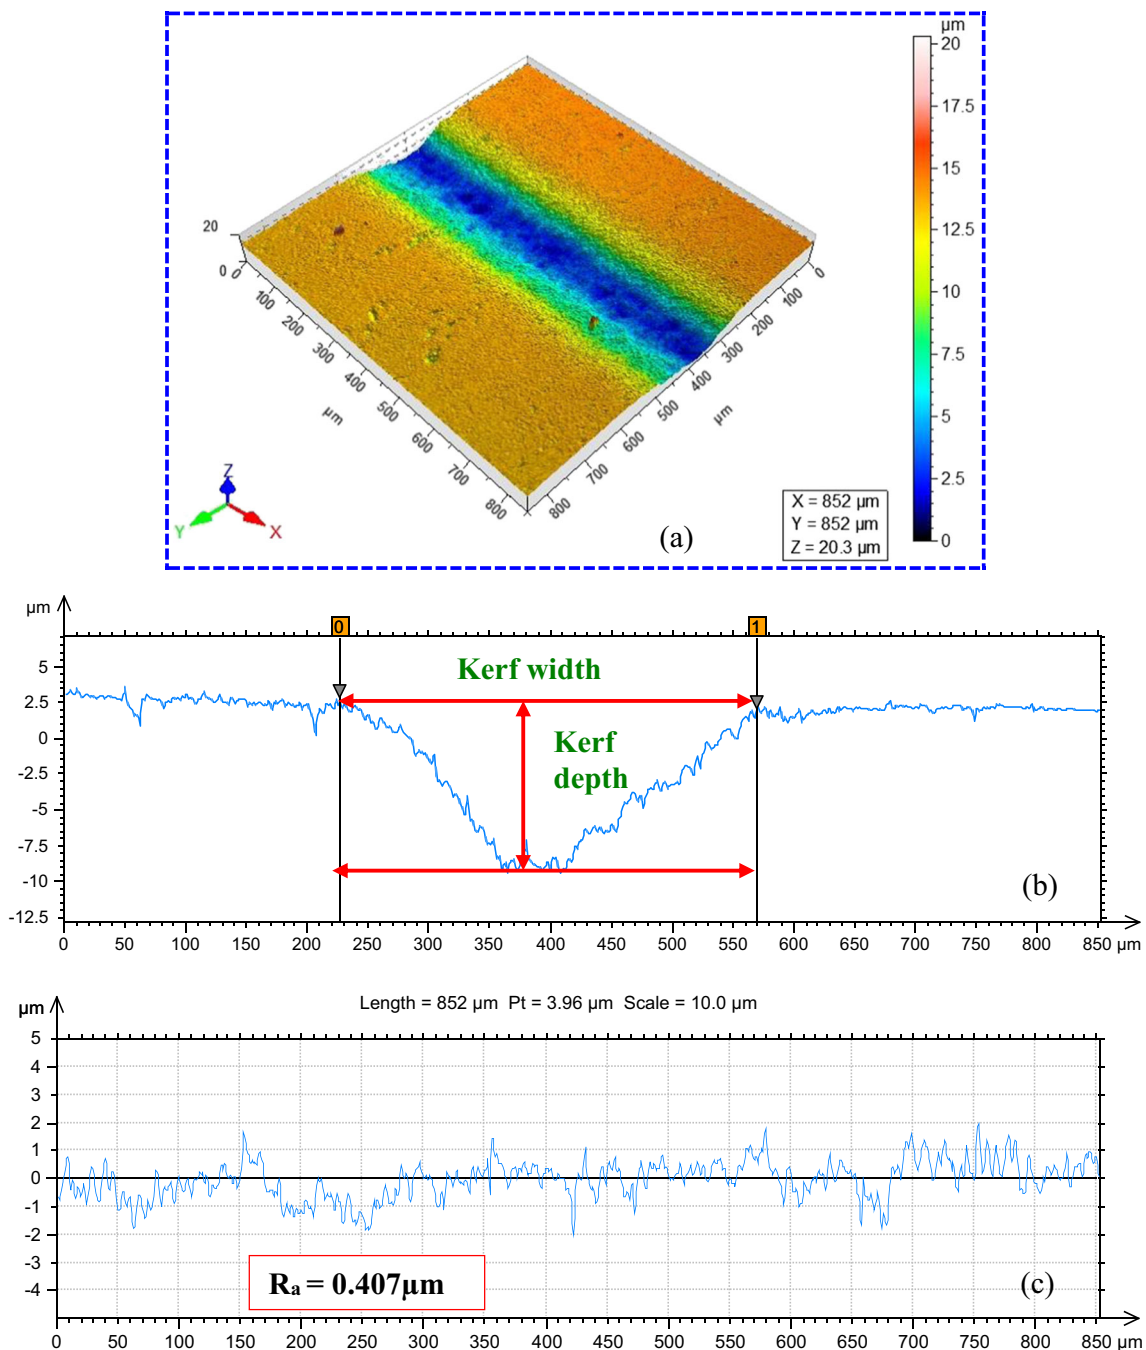 µm
20
17.5
15
12.5
10
7.5
5
2.5
0
20
0
0
100
200
300
400
500
600
700
800
µm
0
100
200
300
400
500
600
700
800
µm
Z
Y
X
X = 852 µm
Y = 852 µm
Z = 20.3 µm
(a)
µm
0
1
5
2.5
0
-2.5
-5
-7.5
-10
-12.5
Kerf width
Kerf
depth
(b)
0 50 100 150 200 250 300 350 400 450 500 550 600 650 700 750 800 850 µm
µm
Length = 852 µm Pt = 3.96 µm Scale = 10.0 µm
5
4
3
2
1
0
-1
-2
-3
-4
Rₐ = 0.407µm
(c)
0 50 100 150 200 250 300 350 400 450 500 550 600 650 700 750 800 850 µm